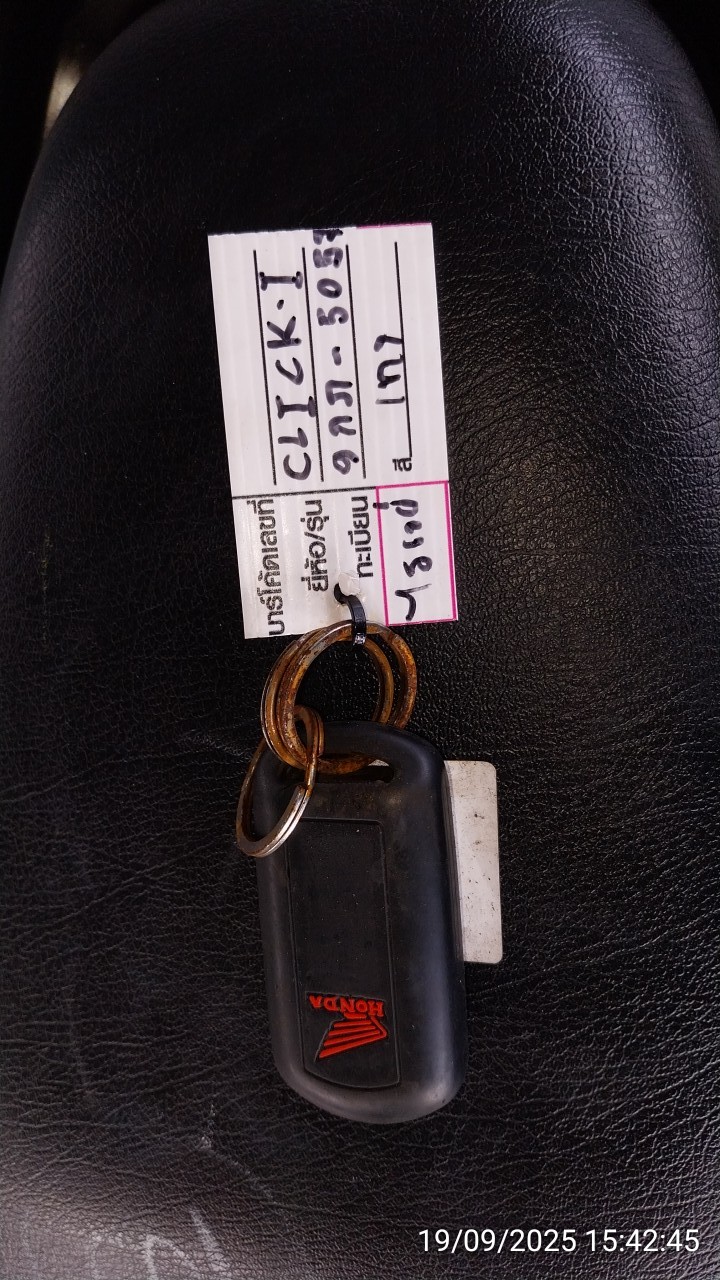 บาร์โค้ดเลขที่
ยี่ห้อ/รุ่น CLICK-I
ทะเบียน 9กภ-5057
สี เทา
HONDA
19/09/2025 15:42:45